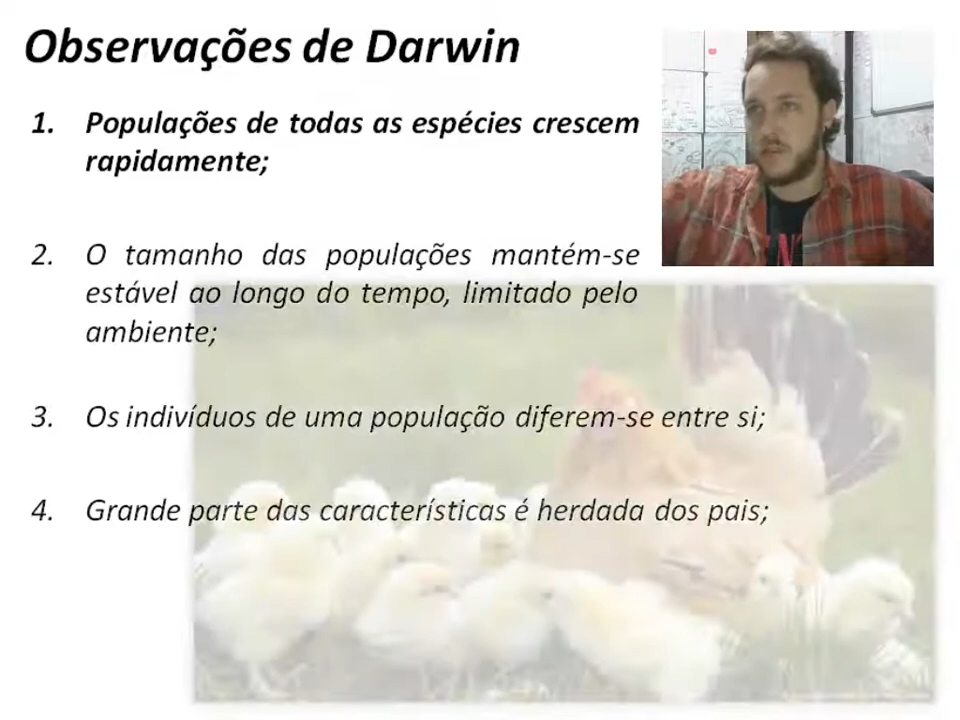 Observações de Darwin
1. Populações de todas as espécies crescem
rapidamente;
2. O tamanho das populações mantém-se
estável ao longo do tempo, limitado pelo
ambiente;
3. Os indivíduos de uma população diferem-se entre si;
4. Grande parte das características é herdada dos pais;